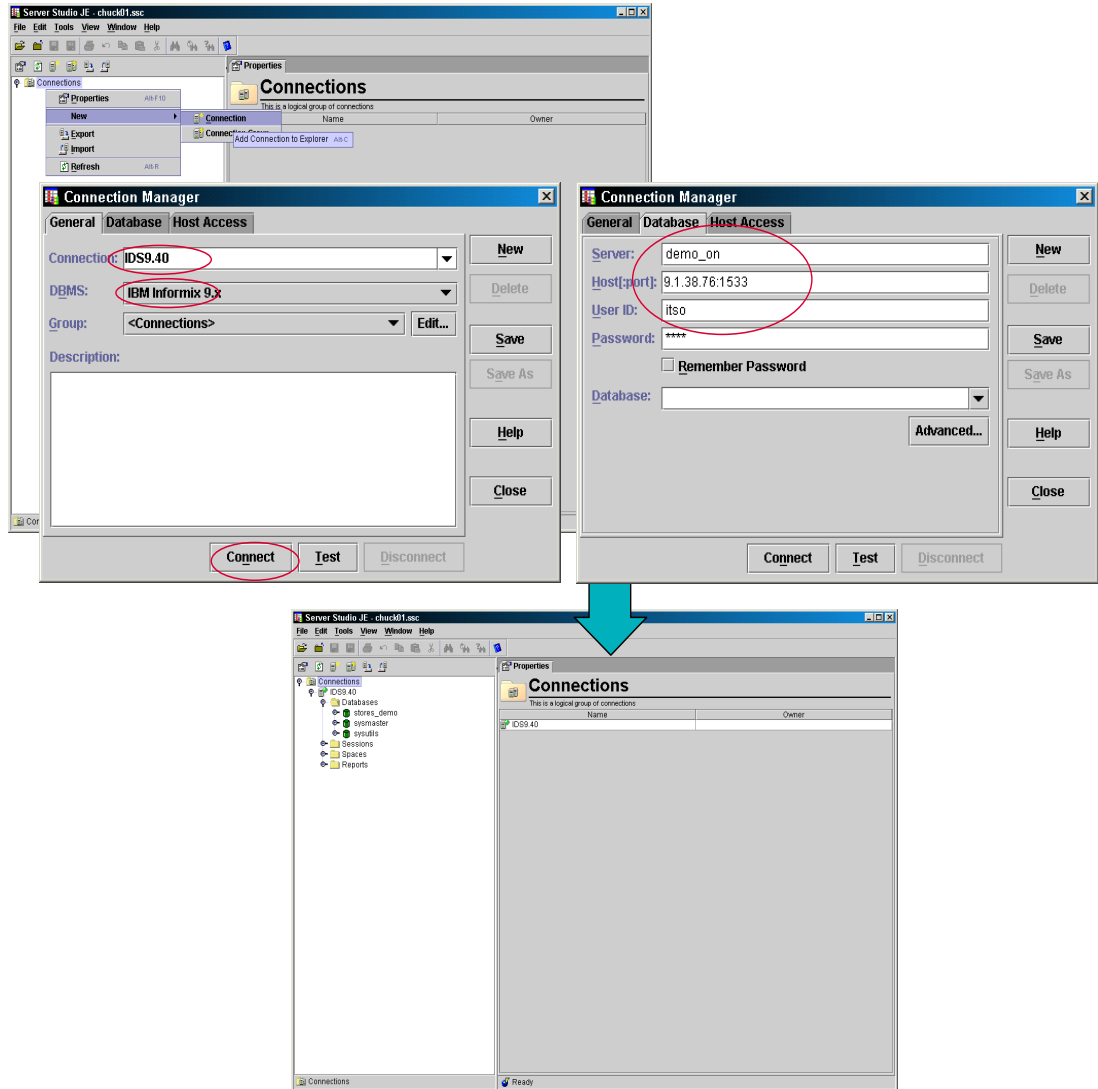 Server Studio JE - chuck01.ssc
File Edit Tools View Window Help
Connections
Properties Alt-F10
New
Export
Import
Refresh Alt-R
Connection
Add Connection to Explorer Alt-C
Properties
Connections
This is a logical group of connections
Name Owner
Connection Manager
General Database Host Access
Connection: IDS9.40
DBMS: IBM Informix 9.x
Group: <Connections> Edit...
Description:
New
Delete
Save
Save As
Help
Close
Connect Test Disconnect
Connection Manager
General Database Host Access
Server: demo_on
Host[:port]: 9.1.38.76:1533
User ID: itso
Password: ****
Remember Password
Database:
Advanced...
New
Delete
Save
Save As
Help
Close
Connect Test Disconnect
Server Studio JE - chuck01.ssc
File Edit Tools View Window Help
Connections
IDS9.40
Databases
stores_demo
sysmaster
sysutils
Sessions
Spaces
Reports
Properties
Connections
This is a logical group of connections
Name Owner
IDS9.40
Connections
Ready